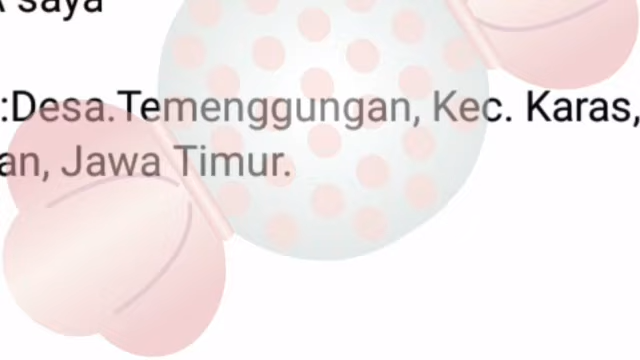 saya
:Desa.Temenggungan, Kec. Karas,
an, Jawa Timur.